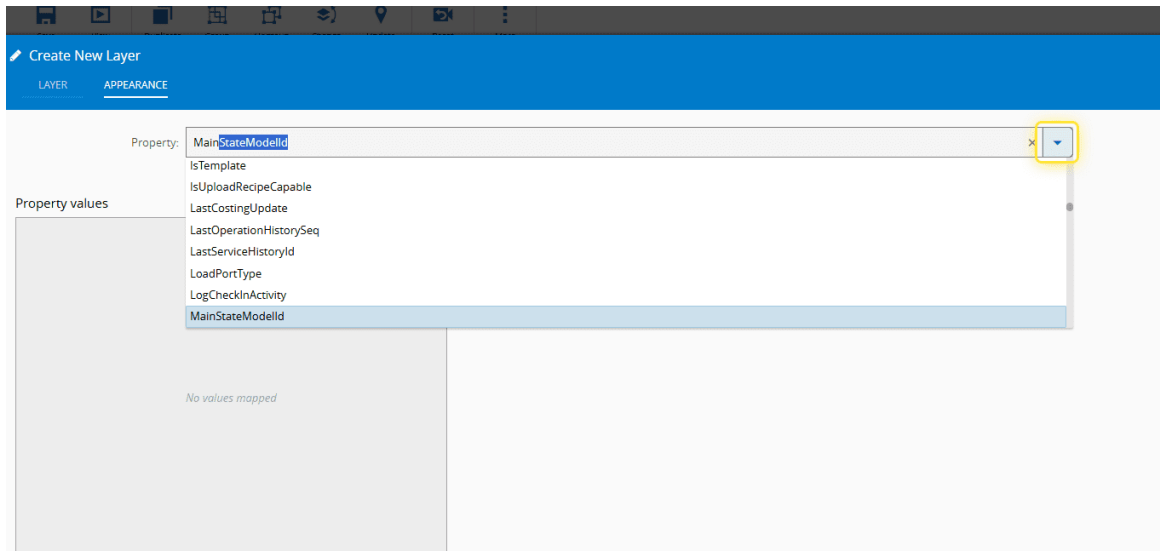 Create New Layer
LAYER APPEARANCE
Property: MainStateModelId
IsTemplate
IsUploadRecipeCapable
LastCostingUpdate
LastOperationHistorySeq
LastServiceHistoryId
LoadPortType
LogCheckInActivity
MainStateModelId
Property values
No values mapped